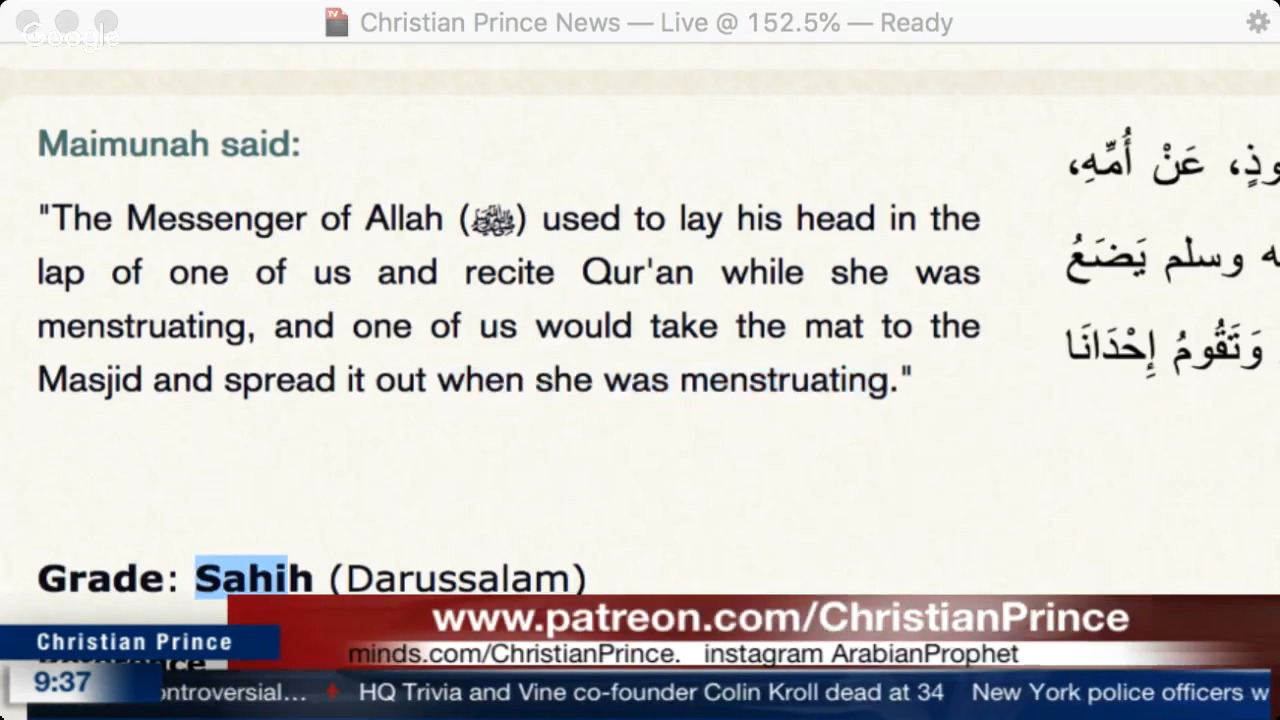 Christian Prince News — Live @ 152.5% — Ready
Google
Maimunah said:
"The Messenger of Allah (ﷺ) used to lay his head in the
lap of one of us and recite Qur'an while she was
menstruating, and one of us would take the mat to the
Masjid and spread it out when she was menstruating."
وذٍ، عَنْ أُمِّهِ،
ه وسلم يَضَعُ
وَتَقُومُ إِحْدَانَا
Grade: Sahih (Darussalam)
www.patreon.com/ChristianPrince
Christian Prince
minds.com/ChristianPrince. instagram ArabianProphet
9:37
ontroversial... HQ Trivia and Vine co-founder Colin Kroll dead at 34 New York police officers w